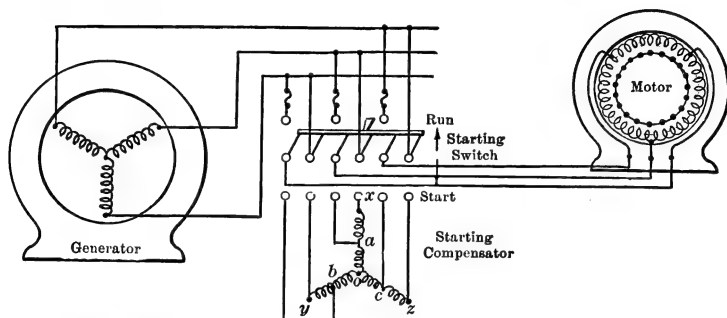 Motor
Run
Starting
Switch
x
Start
Generator
a
Starting
Compensator
b
o
c
y
z